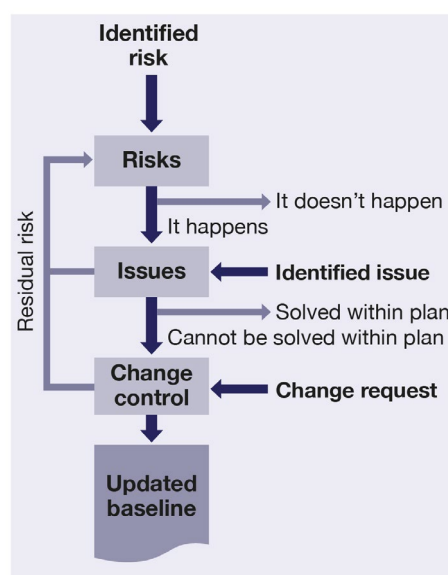 Identified
risk
Risks
It doesn't happen
It happens
Residual risk
Issues
Identified issue
Solved within plan
Cannot be solved within plan
Change
control
Change request
Updated
baseline